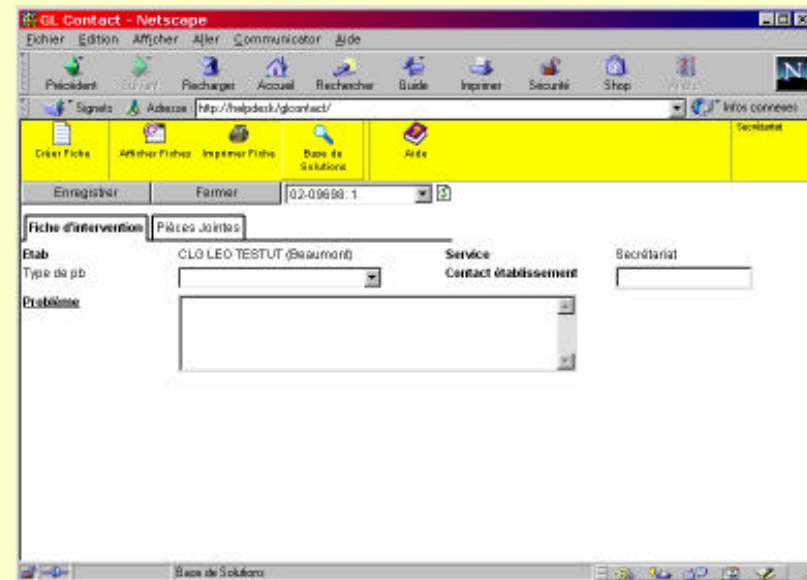 GL Contact - Netscape
Fichier Edition Afficher Aller Communicator Aide
Précédent Suivant Recharger Accueil Rechercher Guide Imprimer Sécurité Shop Arrêter
Signets Adresse http://helpdesk/glcontact/ Infos connexes
Créer Fiche Afficher Fiches Imprimer Fiche Base de Solutions Aide Secrétariat
Enregistrer Fermer 02-09698: 1
Fiche d'intervention Pièces Jointes
Etab CLG LEO TESTUT (Beaumont) Service Secrétariat
Type de pb Contact établissement
Problème
Base de Solutions